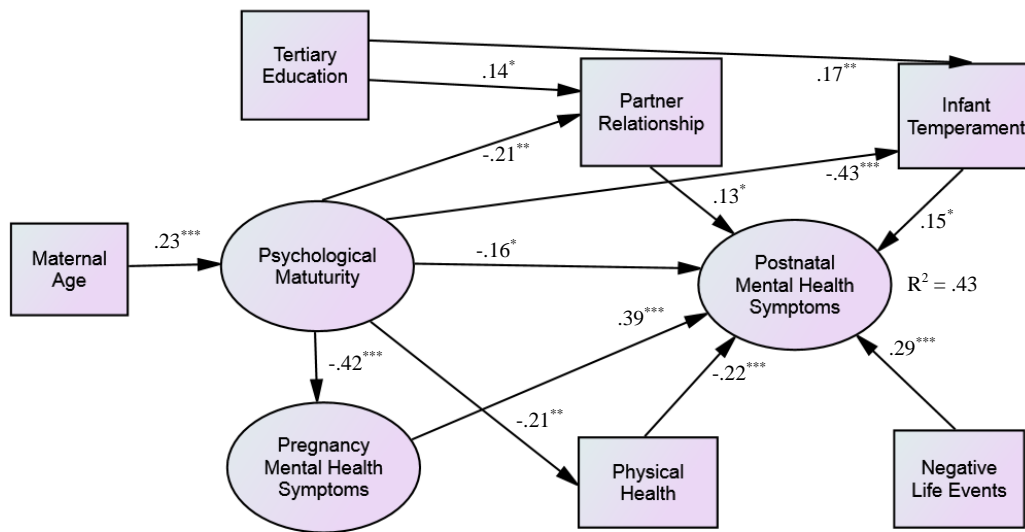 Tertiary
Education
.14*
.17**
Partner
Relationship
Infant
Temperament
-.21**
-.43***
.13*
.15*
Maternal
Age
.23***
Psychological
Matuturity
-.16*
Postnatal
Mental Health
Symptoms
R² = .43
.39***
-.42***
-.22***
.29***
-.21**
Pregnancy
Mental Health
Symptoms
Physical
Health
Negative
Life Events